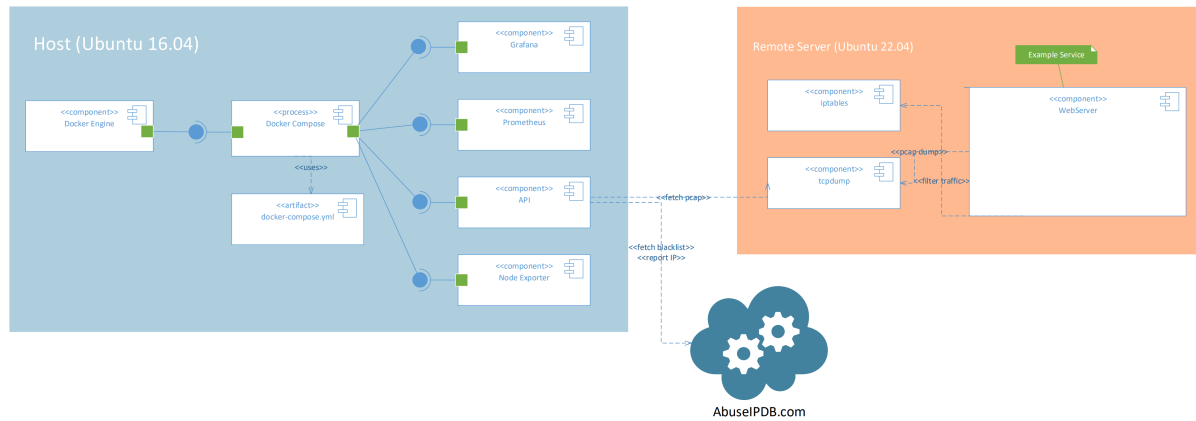 Host (Ubuntu 16.04)
<<component>>
Docker Engine
<<process>>
Docker Compose
<<uses>>
<<artifact>>
docker-compose.yml
<<component>>
Grafana
<<component>>
Prometheus
<<component>>
API
<<component>>
Node Exporter
<<fetch pcap>>
<<fetch blacklist>>
<<report IP>>
AbuseIPDB.com
Remote Server (Ubuntu 22.04)
Example Service
<<component>>
iptables
<<component>>
WebServer
<<pcap dump>>
<<component>>
tcpdump
<<filter traffic>>